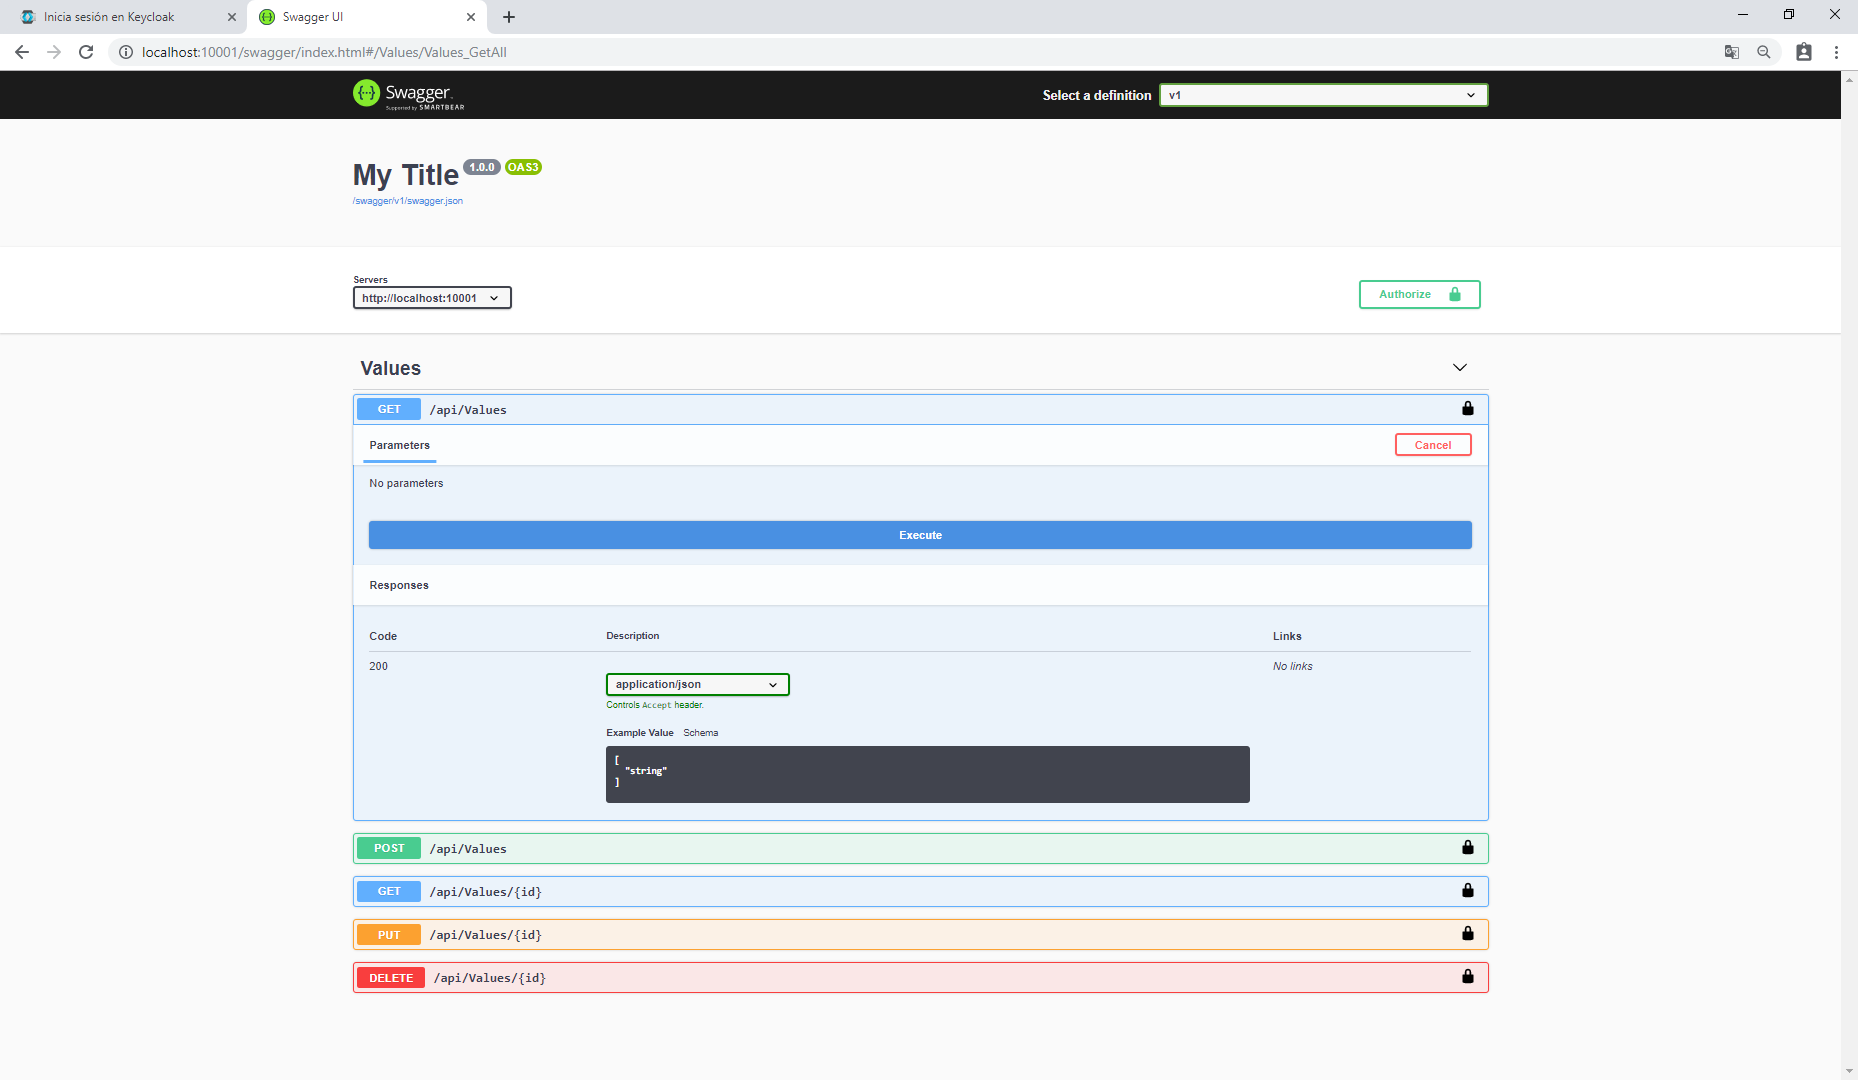 Inicia sesión en Keycloak
Swagger UI
localhost:10001/swagger/index.html#/Values/Values_GetAll
Swagger.
Supported by SMARTBEAR
Select a definition
v1
My Title 1.0.0 OAS3
/swagger/v1/swagger.json
Servers
http://localhost:10001
Authorize
Values
GET /api/Values
Parameters
Cancel
No parameters
Execute
Responses
Code Description Links
200 No links
application/json
Controls Accept header.
Example Value Schema
[
"string"
]
POST /api/Values
GET /api/Values/{id}
PUT /api/Values/{id}
DELETE /api/Values/{id}